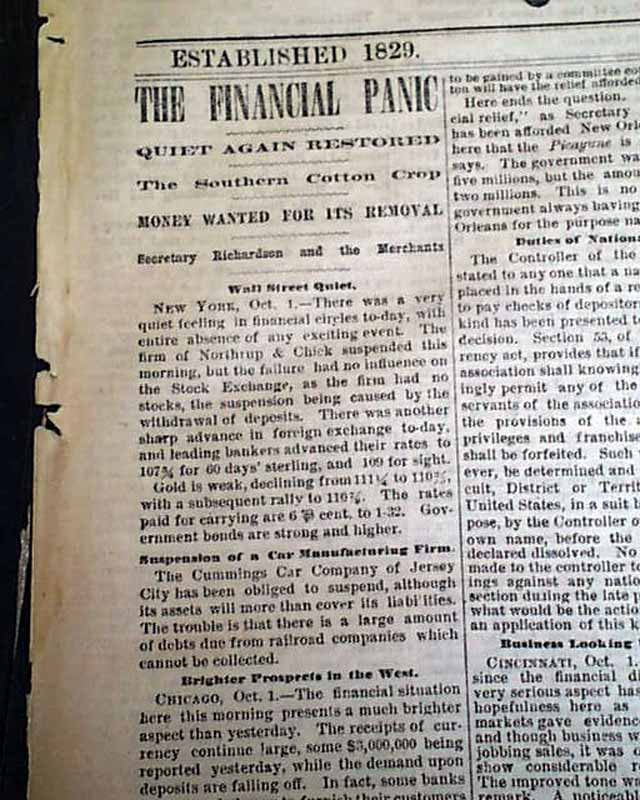 ESTABLISHED 1829.
THE FINANCIAL PANIC
QUIET AGAIN RESTORED
The Southern Cotton Crop
MONEY WANTED FOR ITS REMOVAL
Secretary Richardson and the Merchants
Wall Street Quiet.
NEW YORK, Oct. 1.—There was a very
quiet feeling in financial circles to-day, with
entire absence of any exciting event. The
firm of Northrup & Chick suspended this
morning, but the failure had no influence on
the Stock Exchange, as the firm had no
stocks, the suspension being caused by the
withdrawal of deposits. There was another
sharp advance in foreign exchange to-day,
and leading bankers advanced their rates to
107¾ for 60 days' sterling, and 109 for sight.
Gold is weak, declining from 111¼ to
with a subsequent rally to The rates
paid for carrying are 6 ⅌ cent. to 1-32. Gov-
ernment bonds are strong and higher.
Suspension of a Car Manufacturing Firm.
The Cummings Car Company of Jersey
City has been obliged to suspend, although
its assets will more than cover its liabilities.
The trouble is that there is a large amount
of debts due from railroad companies which
cannot be collected.
Brighter Prospects in the West.
CHICAGO, Oct. 1.—The financial situation
here this morning presents a much brighter
aspect than yesterday. The receipts of cur-
rency continue large, some $3,000,000 being
reported yesterday, while the demand upon
deposits are falling off. In fact, some banks
to furnish their customers
to be gained by a committee
ton will have the relief afforded
Here ends the question.
cial relief," as Secretary
has been afforded New Orl
here that the Picayune is
says. The government wa
five millions, but the amou
two millions. This is no
government always having
Orleans for the purpose na
Duties of Nation
The Controller of the
stated to any one that a na
placed in the hands of a re
to pay checks of depositor
kind has been presented t
decision. Section 53, of
rency act, provides that if
association shall knowing
ingly permit any of the
servants of the associatio
the provisions of the a
privileges and franchise
shall be forfeited. Such
ever, be determined and
cuit, District or Territ
United States, in a suit b
pose, by the Controller o
own name, before the
declared dissolved. No
made to the controller to
ings against any natio
section during the late p
what would be the actio
an application of this k
Business Looking
CINCINNATI, Oct. 1.
since the financial di
very serious aspect has
hopefulness here as
markets gave evidenc
and though business w
jobbing sales, it was
show considerable r
The improved tone w
remark. A noticeabl